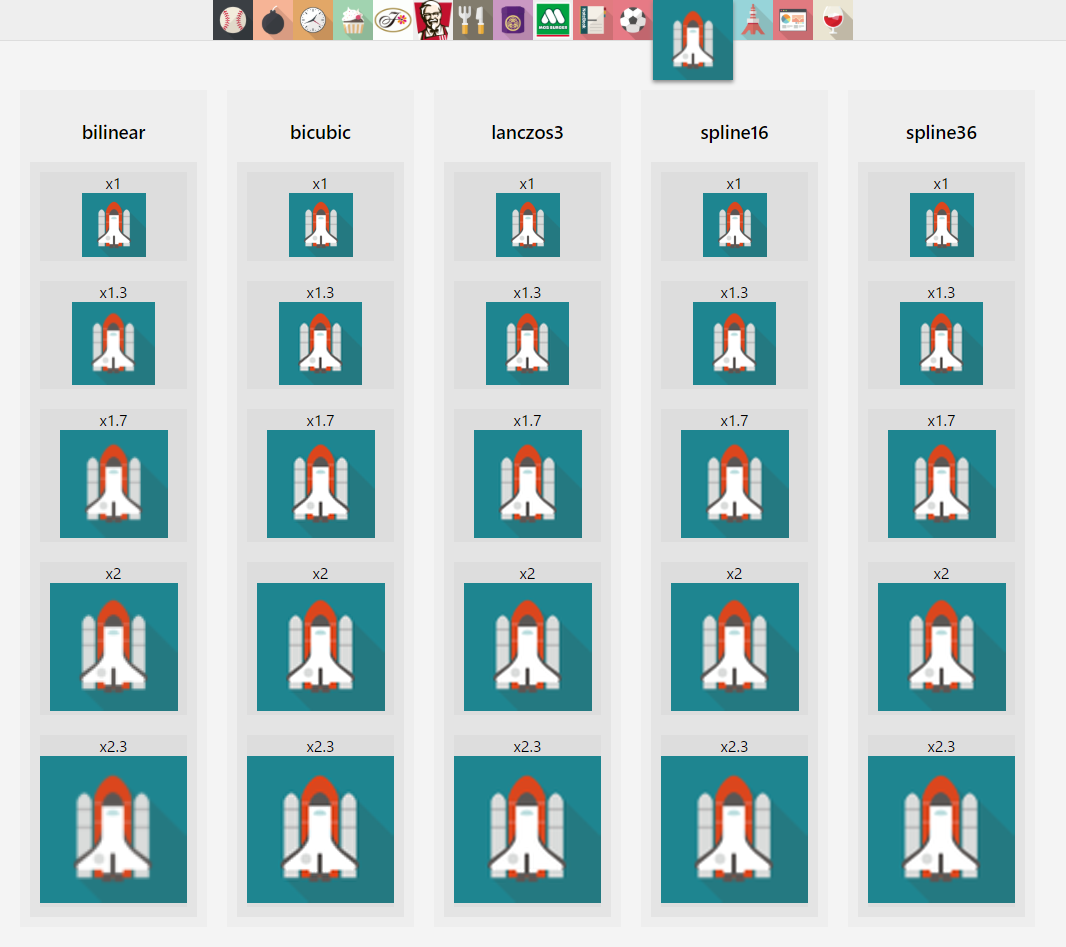 MOS BURGER
bilinear bicubic lanczos3 spline16 spline36
x1 x1 x1 x1 x1
x1.3 x1.3 x1.3 x1.3 x1.3
x1.7 x1.7 x1.7 x1.7 x1.7
x2 x2 x2 x2 x2
x2.3 x2.3 x2.3 x2.3 x2.3